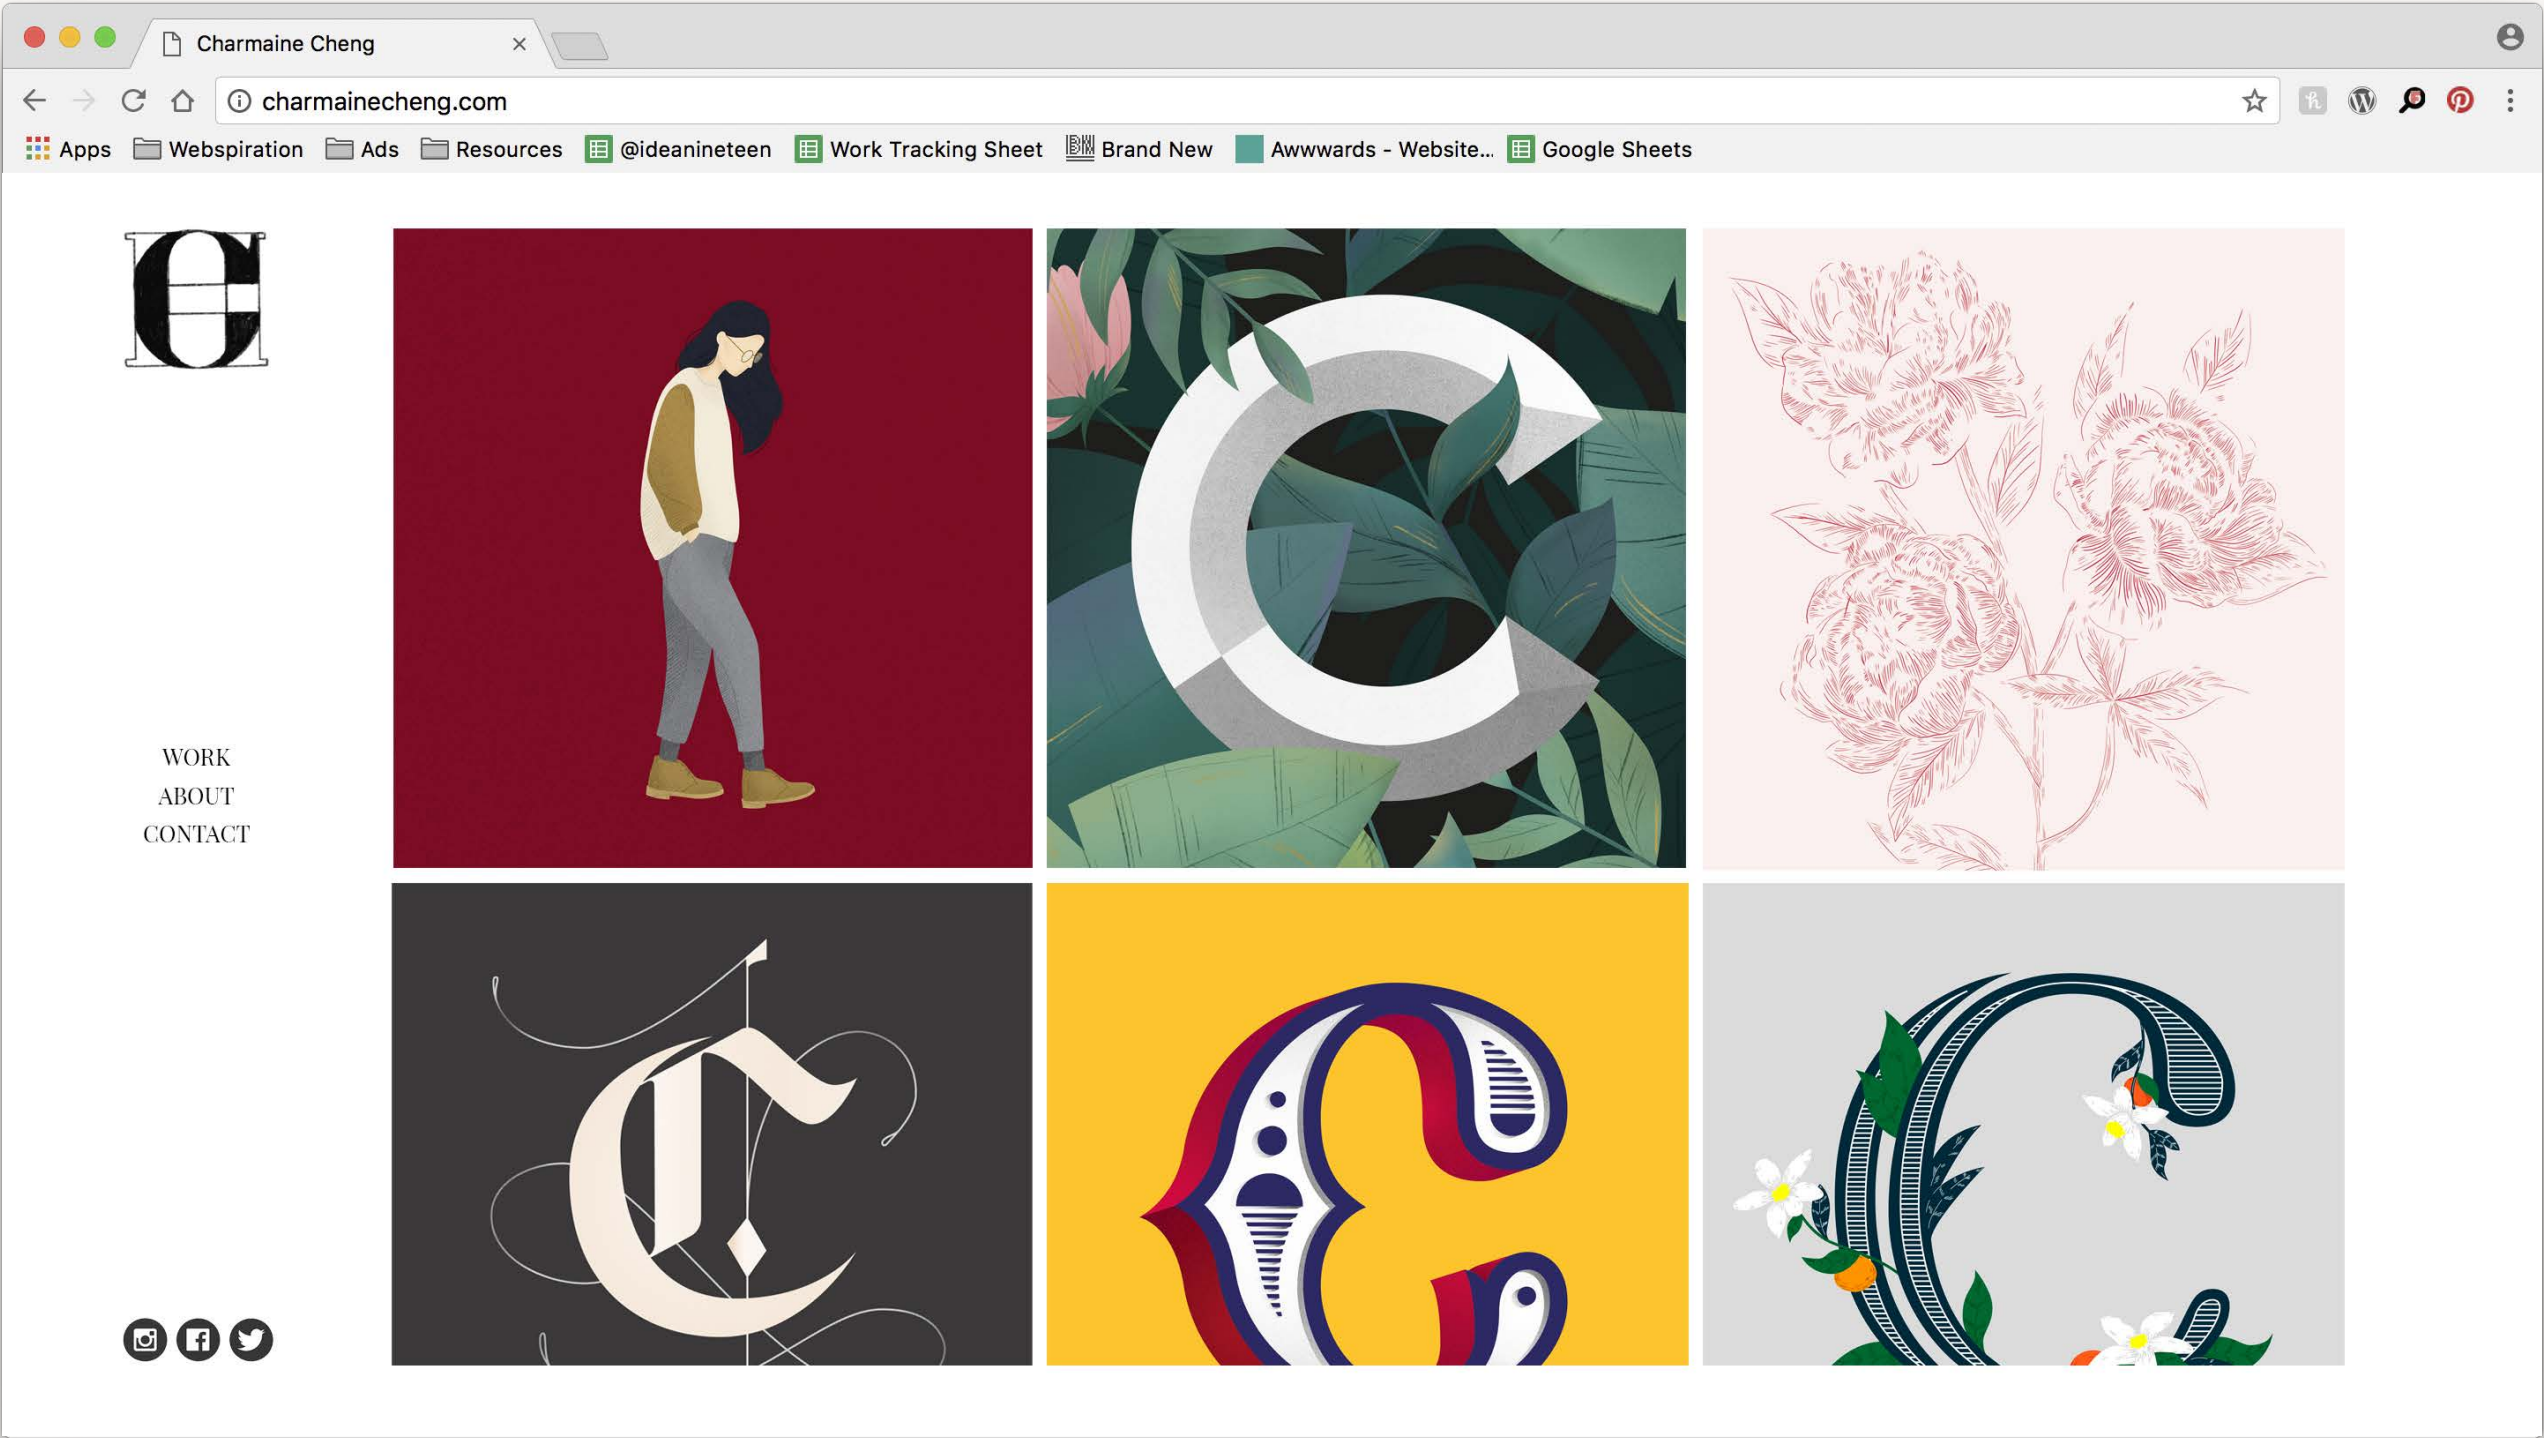 Charmaine Cheng
charmainecheng.com
Apps Webspiration Ads Resources @ideanineteen Work Tracking Sheet BN Brand New Awwwards - Website... Google Sheets
WORK
ABOUT
CONTACT
C
C
C
C